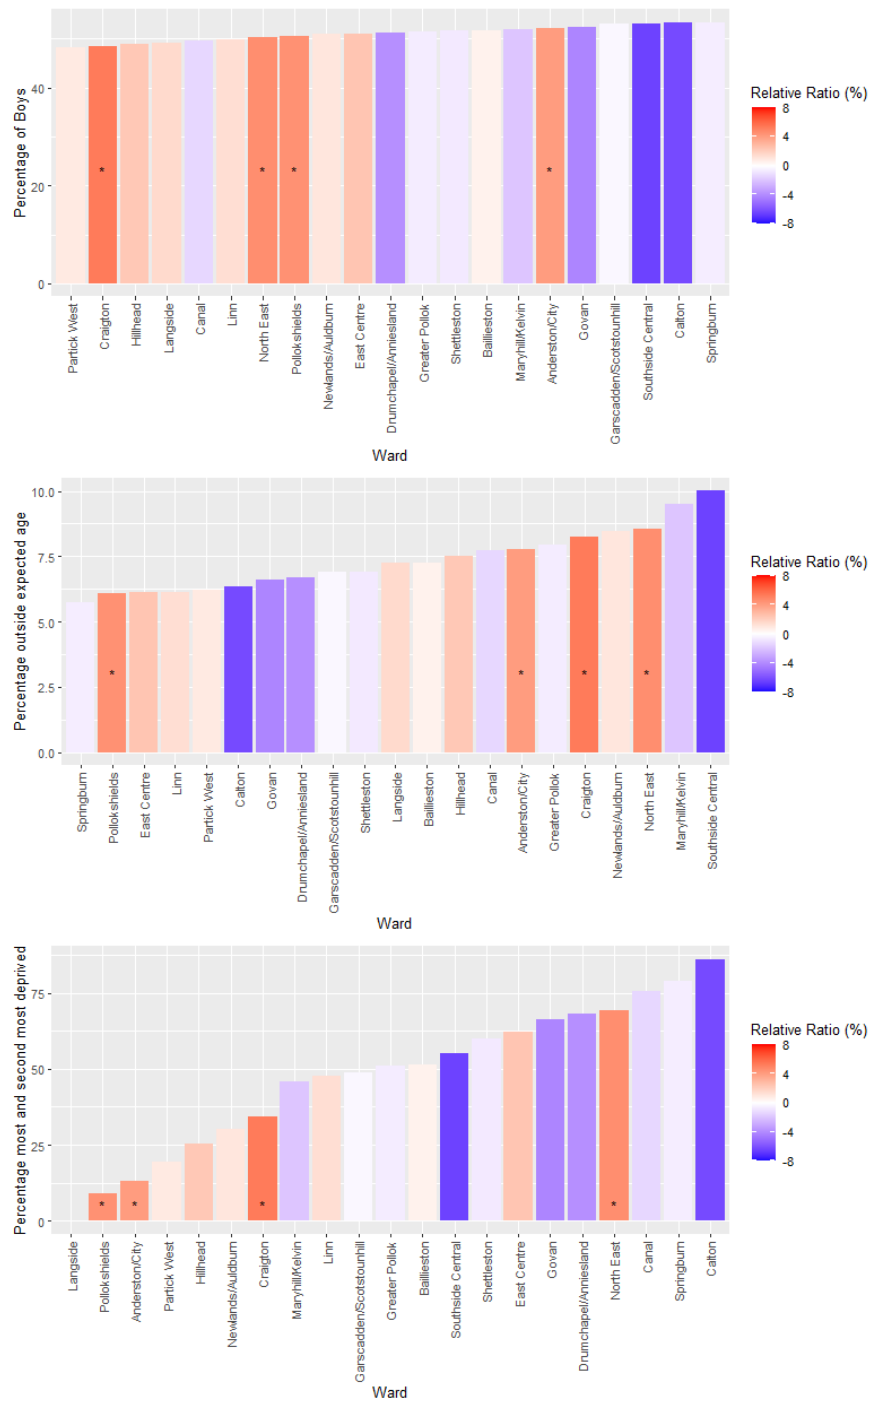 Percentage of Boys
40
20
0
*
*
*
*
Partick West
Craigton
Hillhead
Langside
Canal
Linn
North East
Pollokshields
Newlands/Auldburn
East Centre
Drumchapel/Anniesland
Greater Pollok
Shettleston
Baillieston
Maryhill/Kelvin
Anderston/City
Govan
Garscadden/Scotstounhill
Southside Central
Calton
Springburn
Ward
Relative Ratio (%)
8
4
0
-4
-8
Percentage outside expected age
10.0
7.5
5.0
2.5
0.0
*
*
*
*
Springburn
Pollokshields
East Centre
Linn
Partick West
Calton
Govan
Drumchapel/Anniesland
Garscadden/Scotstounhill
Shettleston
Langside
Baillieston
Hillhead
Canal
Anderston/City
Greater Pollok
Craigton
Newlands/Auldburn
North East
Maryhill/Kelvin
Southside Central
Ward
Relative Ratio (%)
8
4
0
-4
-8
Percentage most and second most deprived
75
50
25
0
*
*
*
*
Langside
Pollokshields
Anderston/City
Partick West
Hillhead
Newlands/Auldburn
Craigton
Maryhill/Kelvin
Linn
Garscadden/Scotstounhill
Greater Pollok
Baillieston
Southside Central
Shettleston
East Centre
Govan
Drumchapel/Anniesland
North East
Canal
Springburn
Calton
Ward
Relative Ratio (%)
8
4
0
-4
-8